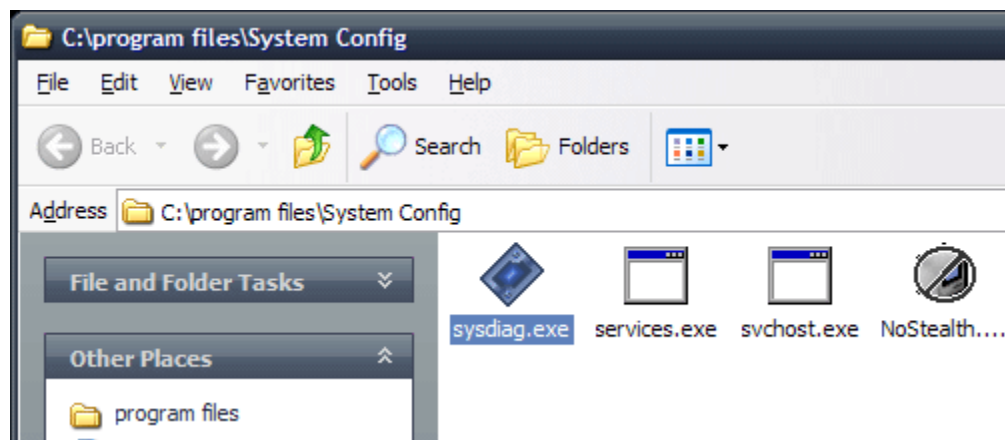 C:\program files\System Config
File Edit View Favorites Tools Help
Back Search Folders
Address C:\program files\System Config
File and Folder Tasks
sysdiag.exe services.exe svchost.exe NoStealth....
Other Places
program files